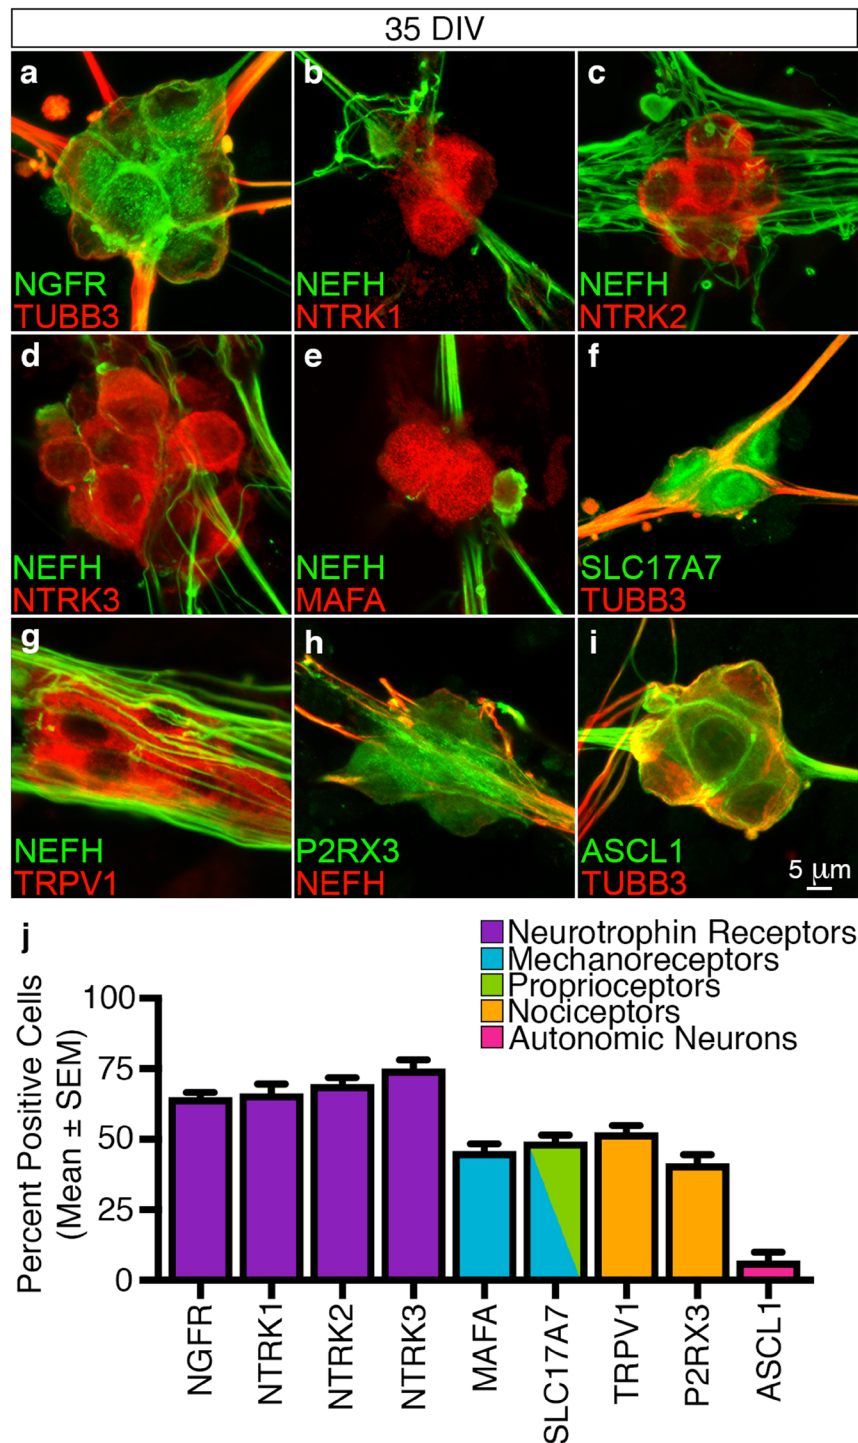 35 DIV
a
NGFR
TUBB3
b
NEFH
NTRK1
c
NEFH
NTRK2
d
NEFH
NTRK3
e
NEFH
MAFA
f
SLC17A7
TUBB3
g
NEFH
TRPV1
h
P2RX3
NEFH
i
ASCL1
TUBB3
5 μm
j
Neurotrophin Receptors
Mechanoreceptors
Proprioceptors
Nociceptors
Autonomic Neurons
Percent Positive Cells
(Mean ± SEM)
100
75
50
25
0
NGFR
NTRK1
NTRK2
NTRK3
MAFA
SLC17A7
TRPV1
P2RX3
ASCL1